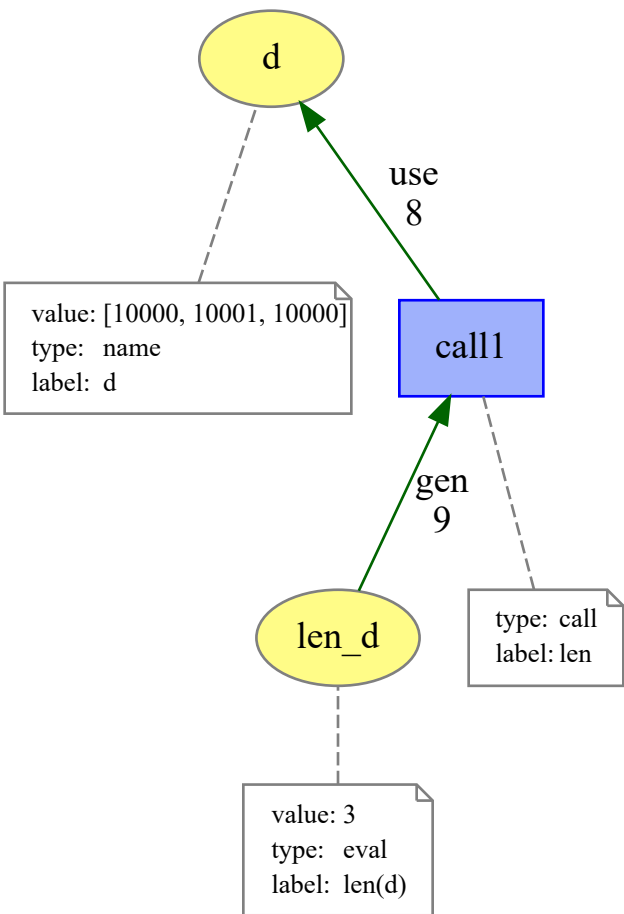 d
use
8
value: [10000, 10001, 10000]
type: name
label: d
call1
gen
9
type: call
label: len
len_d
value: 3
type: eval
label: len(d)